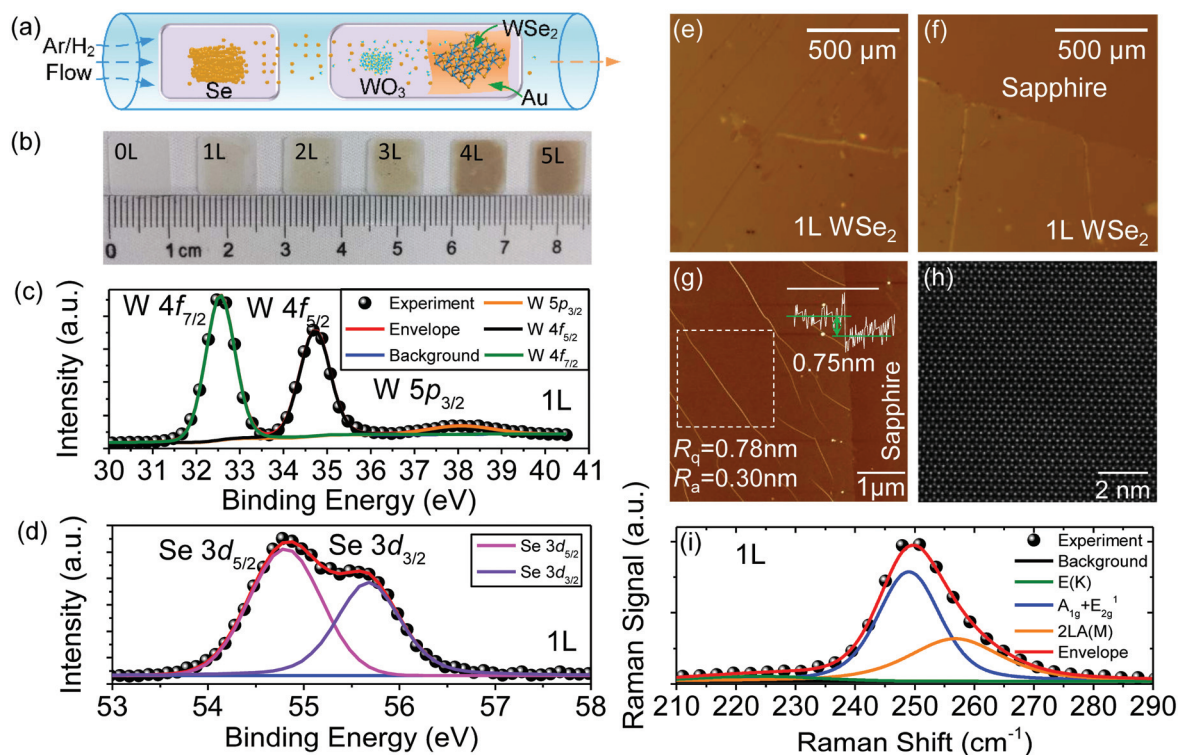 (a)
Ar/H₂
Flow
Se
WO₃
WSe₂
Au
(b)
0L 1L 2L 3L 4L 5L
0 1 cm 2 3 4 5 6 7 8
(c)
W 4f₇/₂ W 4f₅/₂
W 5p₃/₂
Experiment W 5p₃/₂
Envelope W 4f₅/₂
Background W 4f₇/₂
1L
Intensity (a.u.)
30 31 32 33 34 35 36 37 38 39 40 41
Binding Energy (eV)
(d)
Se 3d₅/₂ Se 3d₃/₂
Se 3d₅/₂
Se 3d₃/₂
1L
Intensity (a.u.)
53 54 55 56 57 58
Binding Energy (eV)
(e)
500 μm
1L WSe₂
(f)
500 μm
Sapphire
1L WSe₂
(g)
0.75nm
Sapphire
Rq=0.78nm
Ra=0.30nm
1μm
(h)
2 nm
(i)
1L
Experiment
Background
E(K)
A₁g+E₂g¹
2LA(M)
Envelope
Raman Signal (a.u.)
210 220 230 240 250 260 270 280 290
Raman Shift (cm⁻¹)